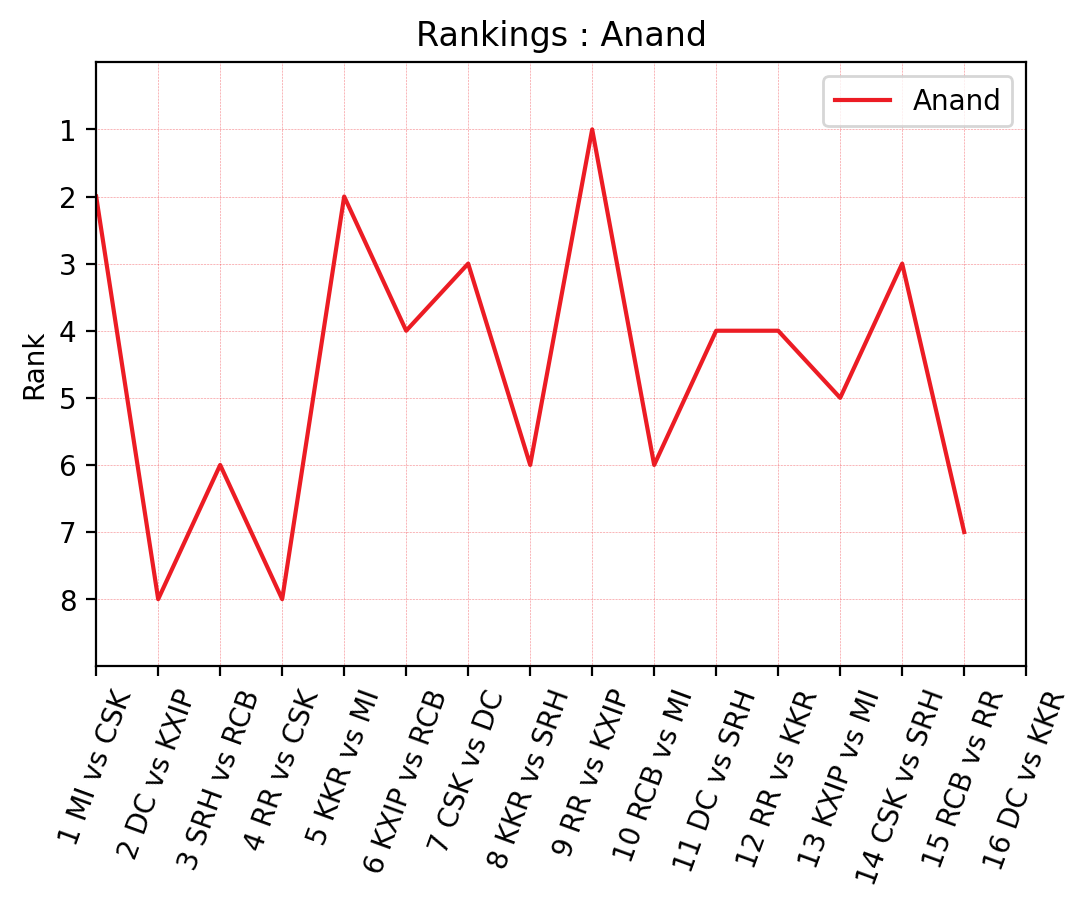 Rankings : Anand
Anand
Rank
1
2
3
4
5
6
7
8
1 MI vs CSK
2 DC vs KXIP
3 SRH vs RCB
4 RR vs CSK
5 KKR vs MI
6 KXIP vs RCB
7 CSK vs DC
8 KKR vs SRH
9 RR vs KXIP
10 RCB vs MI
11 DC vs SRH
12 RR vs KKR
13 KXIP vs MI
14 CSK vs SRH
15 RCB vs RR
16 DC vs KKR